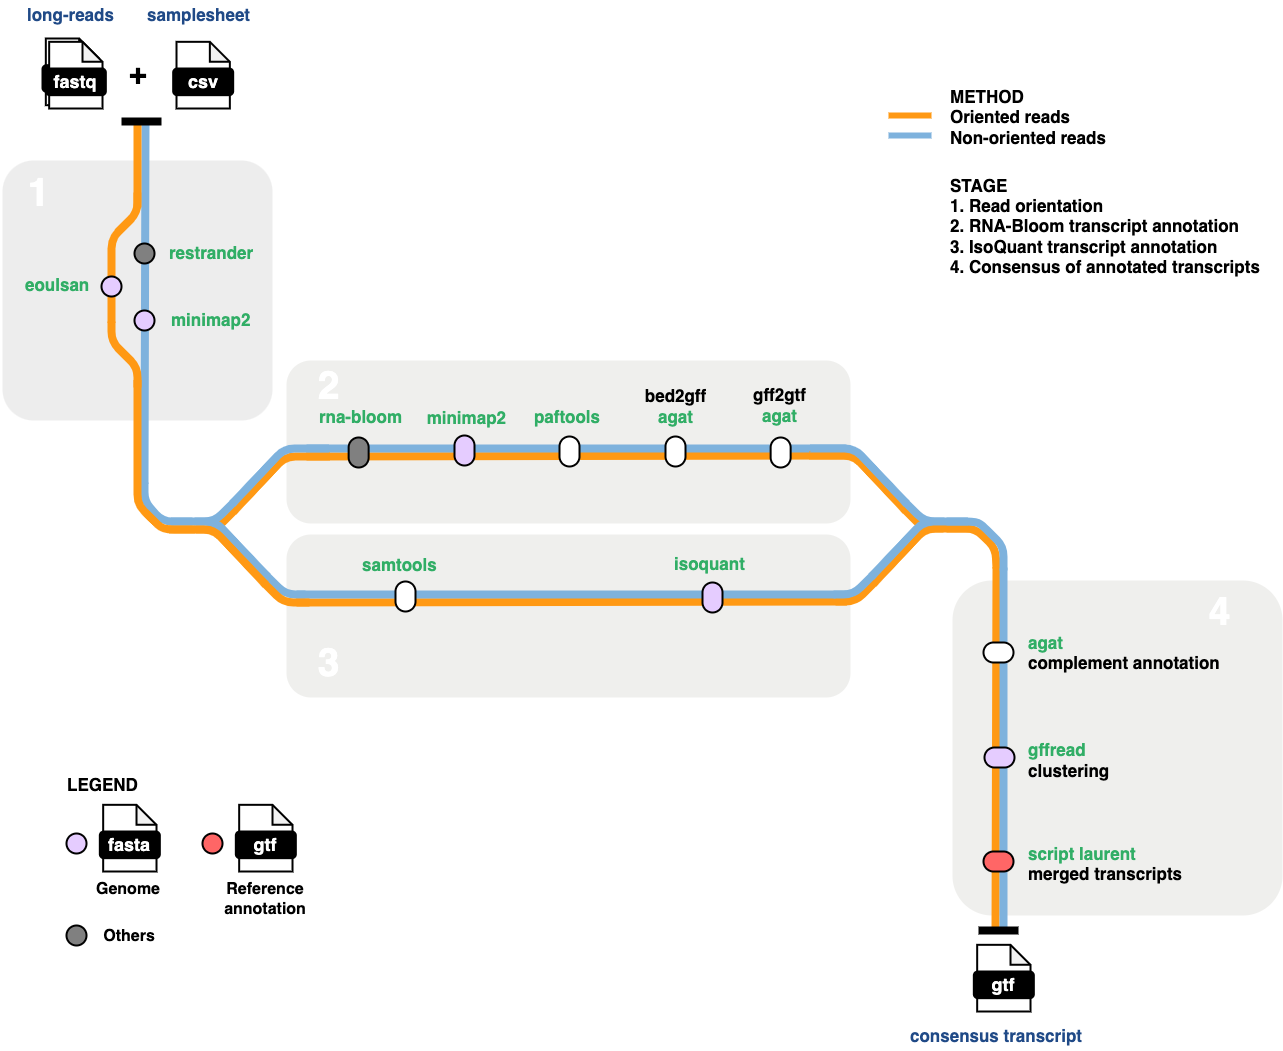 long-reads
samplesheet
fastq
+
csv
METHOD
Oriented reads
Non-oriented reads
STAGE
1. Read orientation
2. RNA-Bloom transcript annotation
3. IsoQuant transcript annotation
4. Consensus of annotated transcripts
1
restrander
eoulsan
minimap2
2
rna-bloom
minimap2
paftools
bed2gff
agat
gff2gtf
agat
samtools
isoquant
3
4
agat
complement annotation
gffread
clustering
script laurent
merged transcripts
LEGEND
fasta
Genome
gtf
Reference
annotation
Others
gtf
consensus transcript